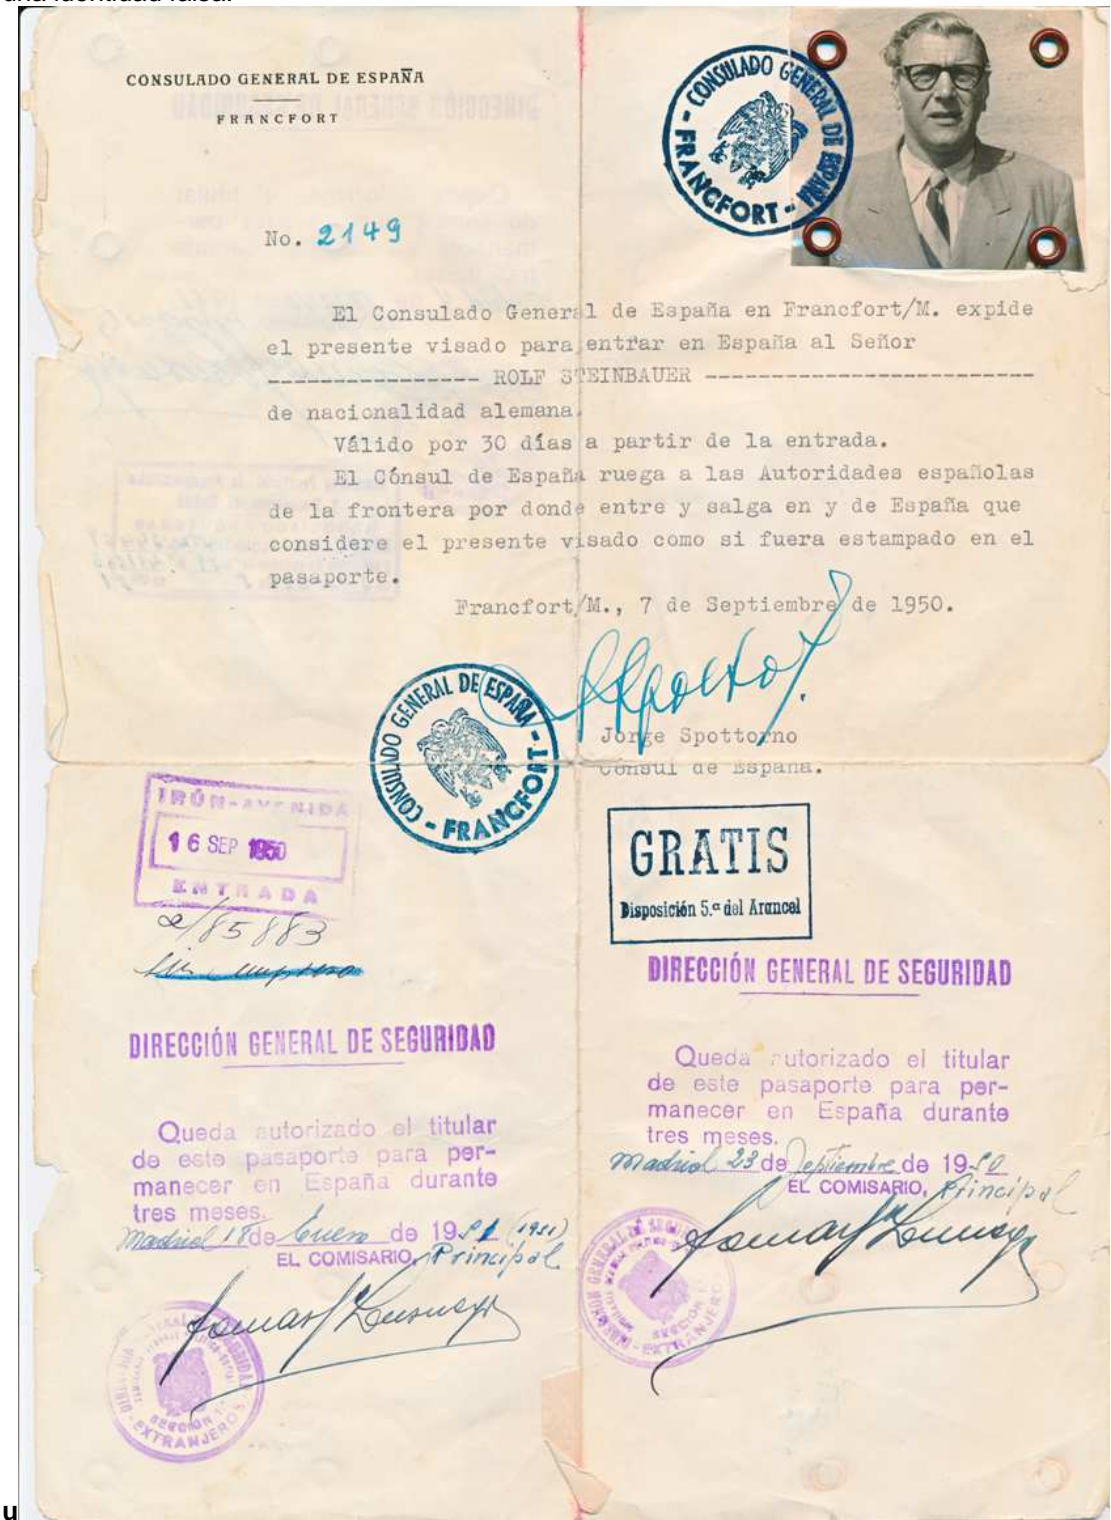 una identidad falsa.
CONSULADO GENERAL DE ESPAÑA
FRANCFORT
CONSULADO GENERAL DE ESPAÑA - FRANCFORT -
No. 2149
El Consulado General de España en Francfort/M. expide
el presente visado para entrar en España al Señor
---------------- ROLF STEINBAUER -------------------------
de nacionalidad alemana.
Válido por 30 días a partir de la entrada.
El Cónsul de España ruega a las Autoridades españolas
de la frontera por donde entre y salga en y de España que
considere el presente visado como si fuera estampado en el
pasaporte.
Francfort/M., 7 de Septiembre de 1950.
CONSULADO GENERAL DE ESPAÑA - FRANCFORT -
Jorge Spottorno
Consul de España.
IRÚN-AVENIDA
16 SEP 1950
ENTRADA
2/85883
GRATIS
Disposición 5.ª del Arancel
DIRECCIÓN GENERAL DE SEGURIDAD
Queda autorizado el titular
de este pasaporte para per-
manecer en España durante
tres meses.
Madrid 23 de Septiembre de 19 50
EL COMISARIO, Principal
DIRECCIÓN GENERAL DE SEGURIDAD
Queda autorizado el titular
de este pasaporte para per-
manecer en España durante
tres meses.
Madrid 18 de Enero de 19 51 (1951)
EL COMISARIO, Principal
SECCIÓN
EXTRANJEROS
u